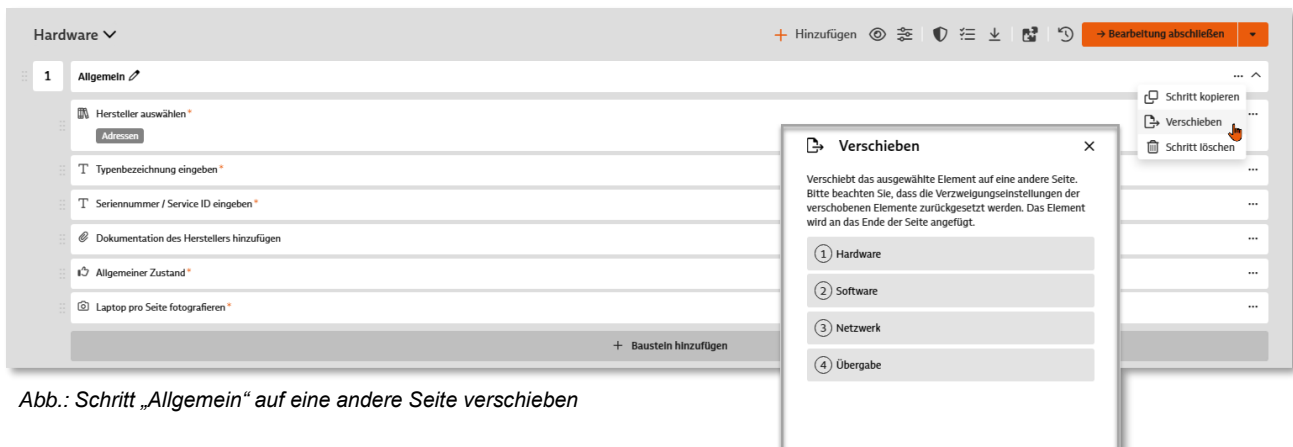 Hardware
Hinzufügen
→ Bearbeitung abschließen
1 Allgemein
Schritt kopieren
Verschieben
Schritt löschen
Hersteller auswählen *
Adressen
T Typenbezeichnung eingeben *
T Seriennummer / Service ID eingeben *
Dokumentation des Herstellers hinzufügen
Allgemeiner Zustand *
Laptop pro Seite fotografieren *
+ Baustein hinzufügen
Verschieben
Verschiebt das ausgewählte Element auf eine andere Seite.
Bitte beachten Sie, dass die Verzweigungseinstellungen der
verschobenen Elemente zurückgesetzt werden. Das Element
wird an das Ende der Seite angefügt.
1 Hardware
2 Software
3 Netzwerk
4 Übergabe
Abb.: Schritt „Allgemein“ auf eine andere Seite verschieben